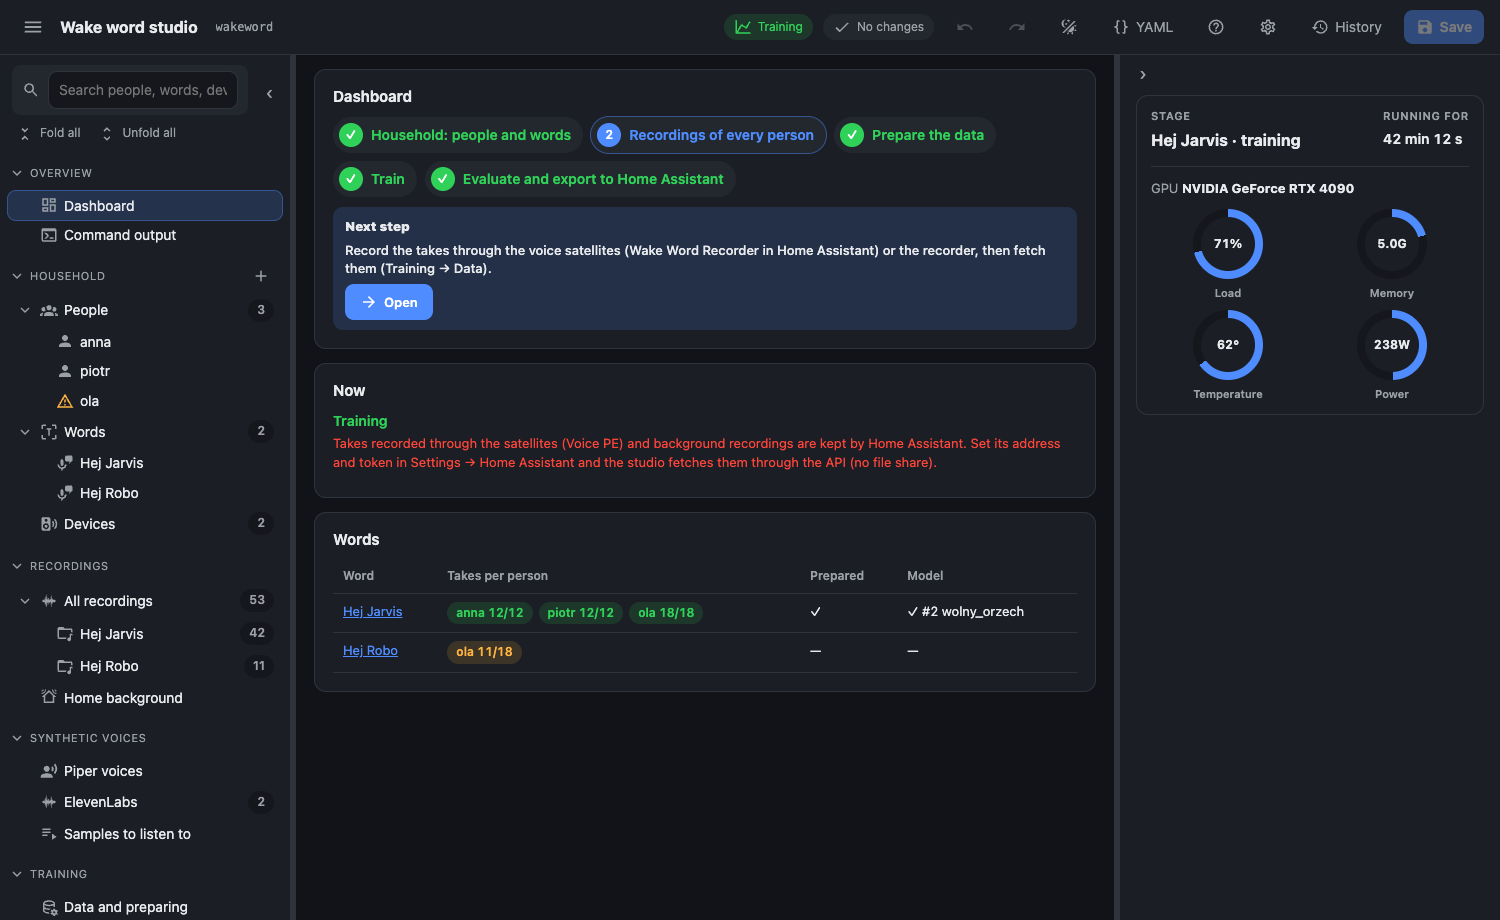 Wake word studio
wakeword
Training
No changes
YAML
History
Save
Search people, words, dev
Fold all
Unfold all
OVERVIEW
Dashboard
Command output
HOUSEHOLD
People
3
anna
piotr
ola
Words
2
Hej Jarvis
Hej Robo
Devices
2
RECORDINGS
All recordings
53
Hej Jarvis
42
Hej Robo
11
Home background
SYNTHETIC VOICES
Piper voices
ElevenLabs
2
Samples to listen to
TRAINING
Data and preparing
Dashboard
Household: people and words
2
Recordings of every person
Prepare the data
Train
Evaluate and export to Home Assistant
Next step
Record the takes through the voice satellites (Wake Word Recorder in Home Assistant) or the recorder, then fetch
them (Training → Data).
Open
Now
Training
Takes recorded through the satellites (Voice PE) and background recordings are kept by Home Assistant. Set its address
and token in Settings → Home Assistant and the studio fetches them through the API (no file share).
Words
Word Takes per person Prepared Model
Hej Jarvis anna 12/12 piotr 12/12 ola 18/18 ✓ ✓ #2 wolny_orzech
Hej Robo ola 11/18 — —
STAGE
Hej Jarvis · training
RUNNING FOR
42 min 12 s
GPU NVIDIA GeForce RTX 4090
71%
Load
5.0G
Memory
62°
Temperature
238W
Power